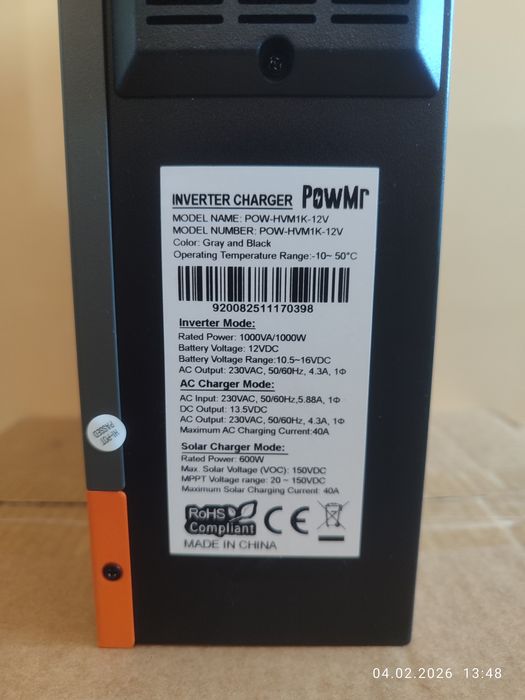 INVERTER CHARGER PowMr
MODEL NAME: POW-HVM1K-12V
MODEL NUMBER: POW-HVM1K-12V
Color: Gray and Black
Operating Temperature Range:-10~ 50°C
920082511170398
Inverter Mode:
Rated Power: 1000VA/1000W
Battery Voltage: 12VDC
Battery Voltage Range:10.5~16VDC
AC Output: 230VAC, 50/60Hz, 4.3A, 1Φ
AC Charger Mode:
AC Input: 230VAC, 50/60Hz,5.88A, 1Φ
DC Output: 13.5VDC
AC Output: 230VAC, 50/60Hz, 4.3A, 1Φ
Maximum AC Charging Current:40A
Solar Charger Mode:
Rated Power: 600W
Max. Solar Voltage (VOC): 150VDC
MPPT Voltage range: 20 ~ 150VDC
Maximum Solar Charging Current: 40A
RoHS
Compliant
CE
MADE IN CHINA
HI-POT
PASSED
04.02.2026 13:48